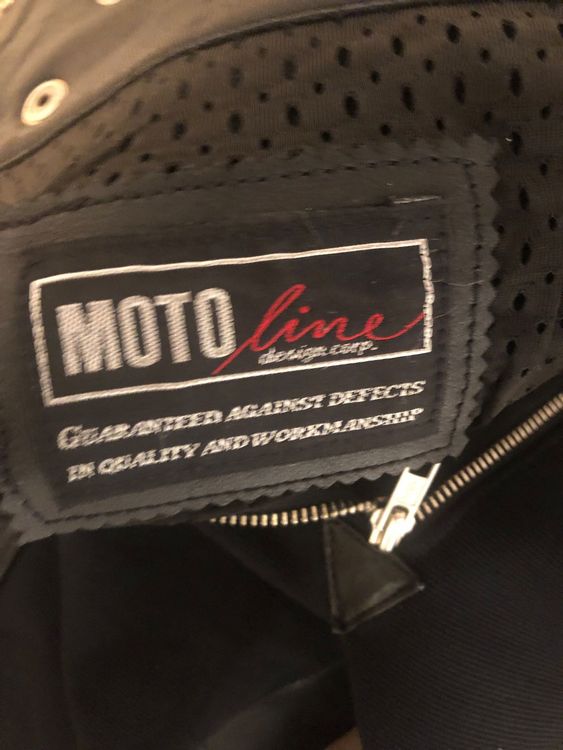 MOTO line
design corp.
GUARANTEED AGAINST DEFECTS
IN QUALITY AND WORKMANSHIP